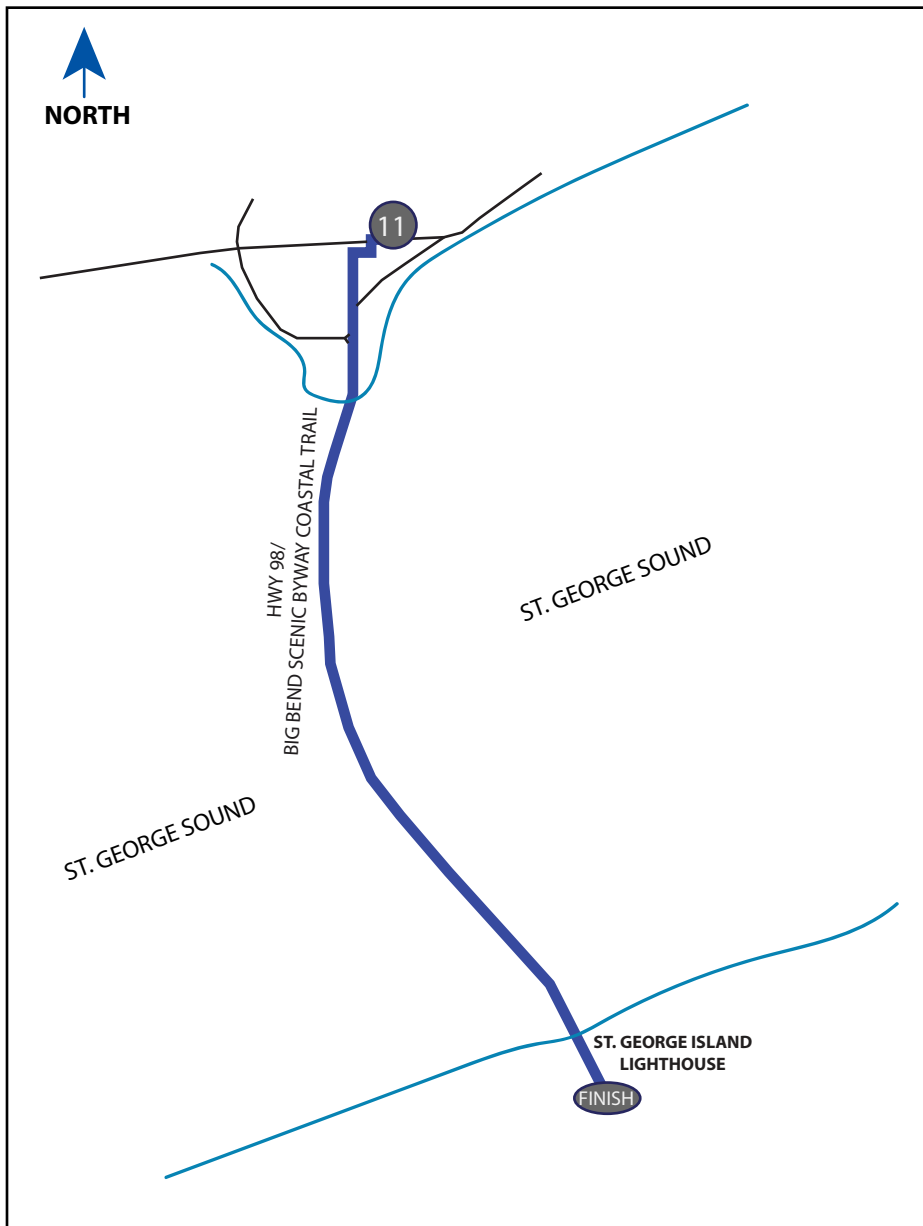 NORTH
11
HWY 98/
BIG BEND SCENIC BYWAY COASTAL TRAIL
ST. GEORGE SOUND
ST. GEORGE SOUND
ST. GEORGE ISLAND
LIGHTHOUSE
FINISH